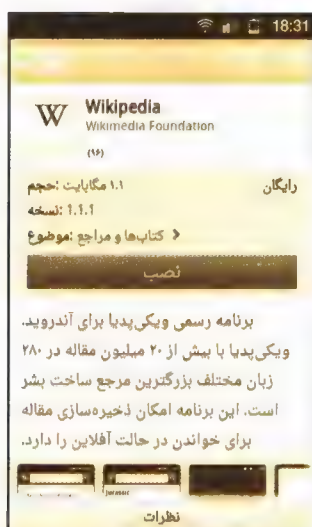 18:31
W
Wikipedia
Wikimedia Foundation
(۱۶)
رایگان
۱.۱ مگابایت :حجم
1.1.1 :نسخه
کتاب‌ها و مراجع :موضوع
نصب
برنامه رسمی ویکی‌پدیا برای آندروید.
ویکی‌پدیا با بیش از ۲۰ میلیون مقاله در ۲۸۰
زبان مختلف بزرگترین مرجع ساخت بشر
است. این برنامه امکان ذخیره‌سازی مقاله
برای خواندن در حالت آفلاین را دارد.
Jurassic
نظرات